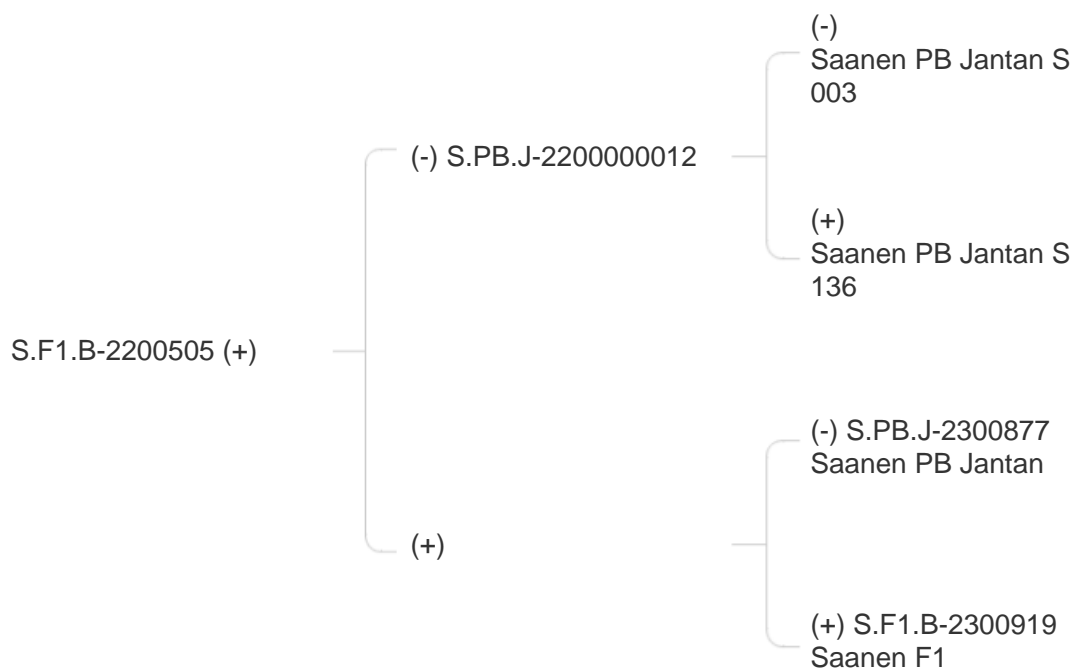 (-)
Saanen PB Jantan S
003
(-) S.PB.J-2200000012
(+)
Saanen PB Jantan S
136
S.F1.B-2200505 (+)
(-) S.PB.J-2300877
Saanen PB Jantan
(+)
(+) S.F1.B-2300919
Saanen F1